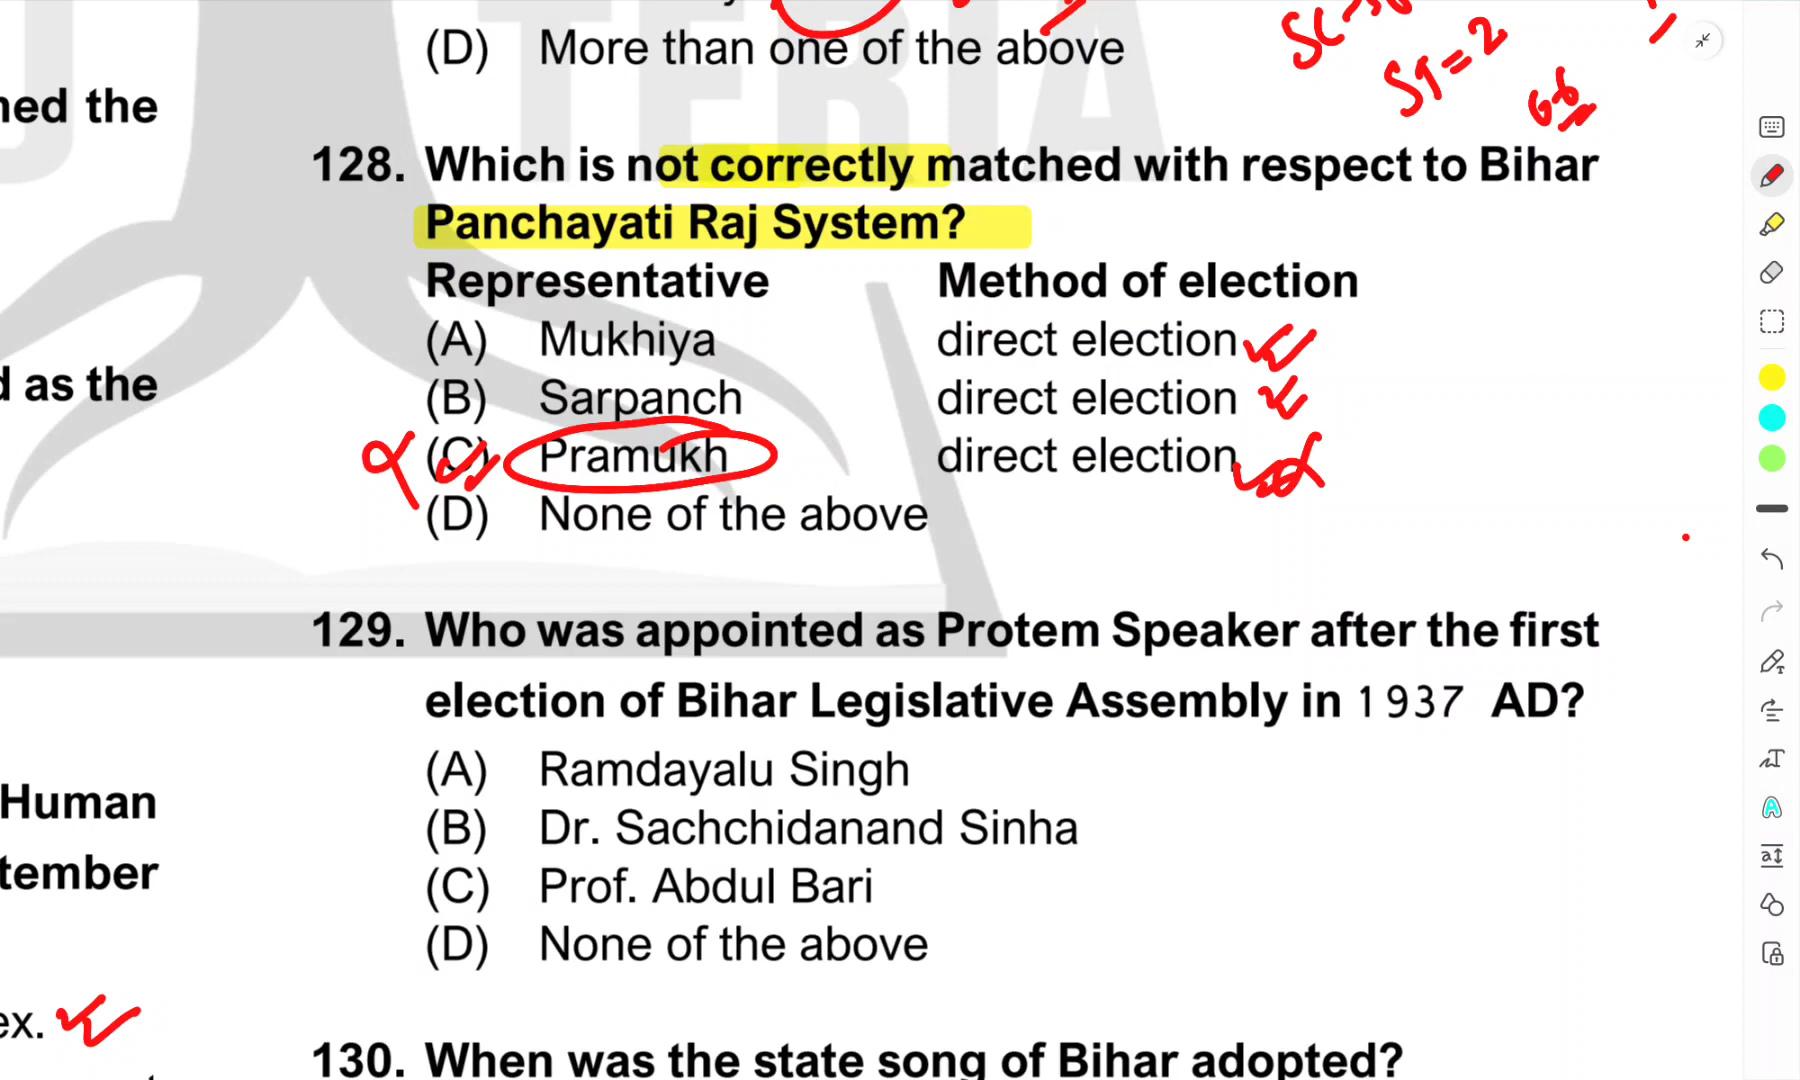 (D) More than one of the above
SC
ST = 2
ned the
66
128. Which is not correctly matched with respect to Bihar
Panchayati Raj System?
Representative Method of election
(A) Mukhiya direct election
(B) Sarpanch direct election
d as the
(C) Pramukh direct election
(D) None of the above
129. Who was appointed as Protem Speaker after the first
election of Bihar Legislative Assembly in 1937 AD?
(A) Ramdayalu Singh
Human
(B) Dr. Sachchidanand Sinha
tember
(C) Prof. Abdul Bari
(D) None of the above
ex.
130. When was the state song of Bihar adopted?